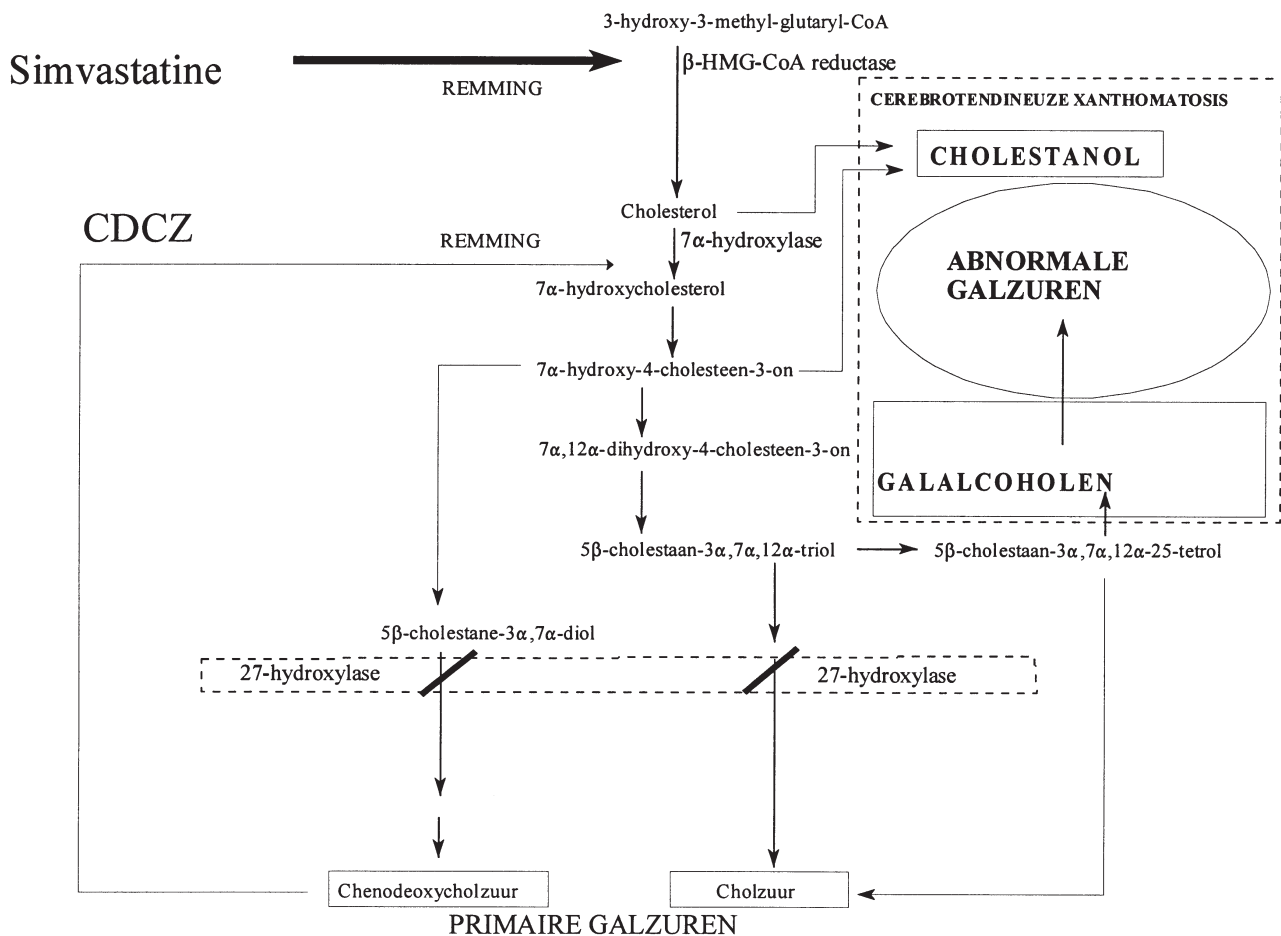 3-hydroxy-3-methyl-glutaryl-CoA
β-HMG-CoA reductase
Simvastatine
REMMING
CEREBROTENDINEUZE XANTHOMATOSIS
CHOLESTANOL
Cholesterol
CDCZ
REMMING
7α-hydroxylase
ABNORMALE
GALZUREN
7α-hydroxycholesterol
7α-hydroxy-4-cholesteen-3-on
7α,12α-dihydroxy-4-cholesteen-3-on
GALALCOHOLEN
5β-cholestaan-3α,7α,12α-triol
5β-cholestaan-3α,7α,12α-25-tetrol
5β-cholestane-3α,7α-diol
27-hydroxylase
27-hydroxylase
Chenodeoxycholzuur
Cholzuur
PRIMAIRE GALZUREN